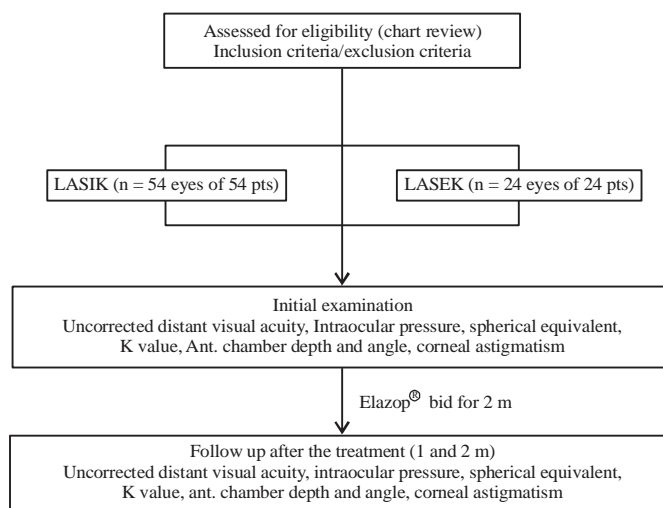 Assessed for eligibility (chart review)
Inclusion criteria/exclusion criteria
LASIK (n = 54 eyes of 54 pts)
LASEK (n = 24 eyes of 24 pts)
Initial examination
Uncorrected distant visual acuity, Intraocular pressure, spherical equivalent,
K value, Ant. chamber depth and angle, corneal astigmatism
Elazop® bid for 2 m
Follow up after the treatment (1 and 2 m)
Uncorrected distant visual acuity, intraocular pressure, spherical equivalent,
K value, ant. chamber depth and angle, corneal astigmatism